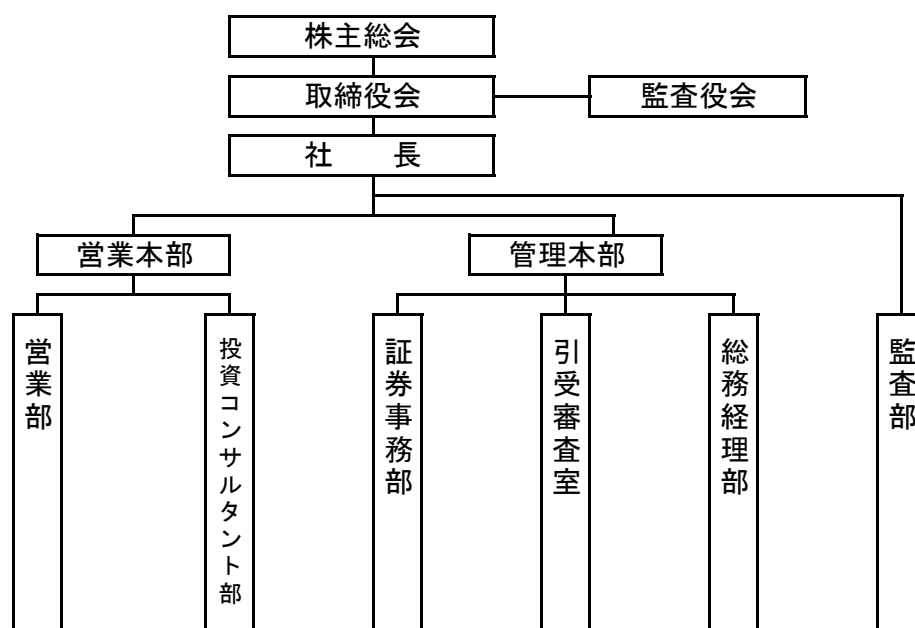 株主総会
取締役会
監査役会
社　　長
営業本部
管理本部
営業部
投資コンサルタント部
証券事務部
引受審査室
総務経理部
監査部